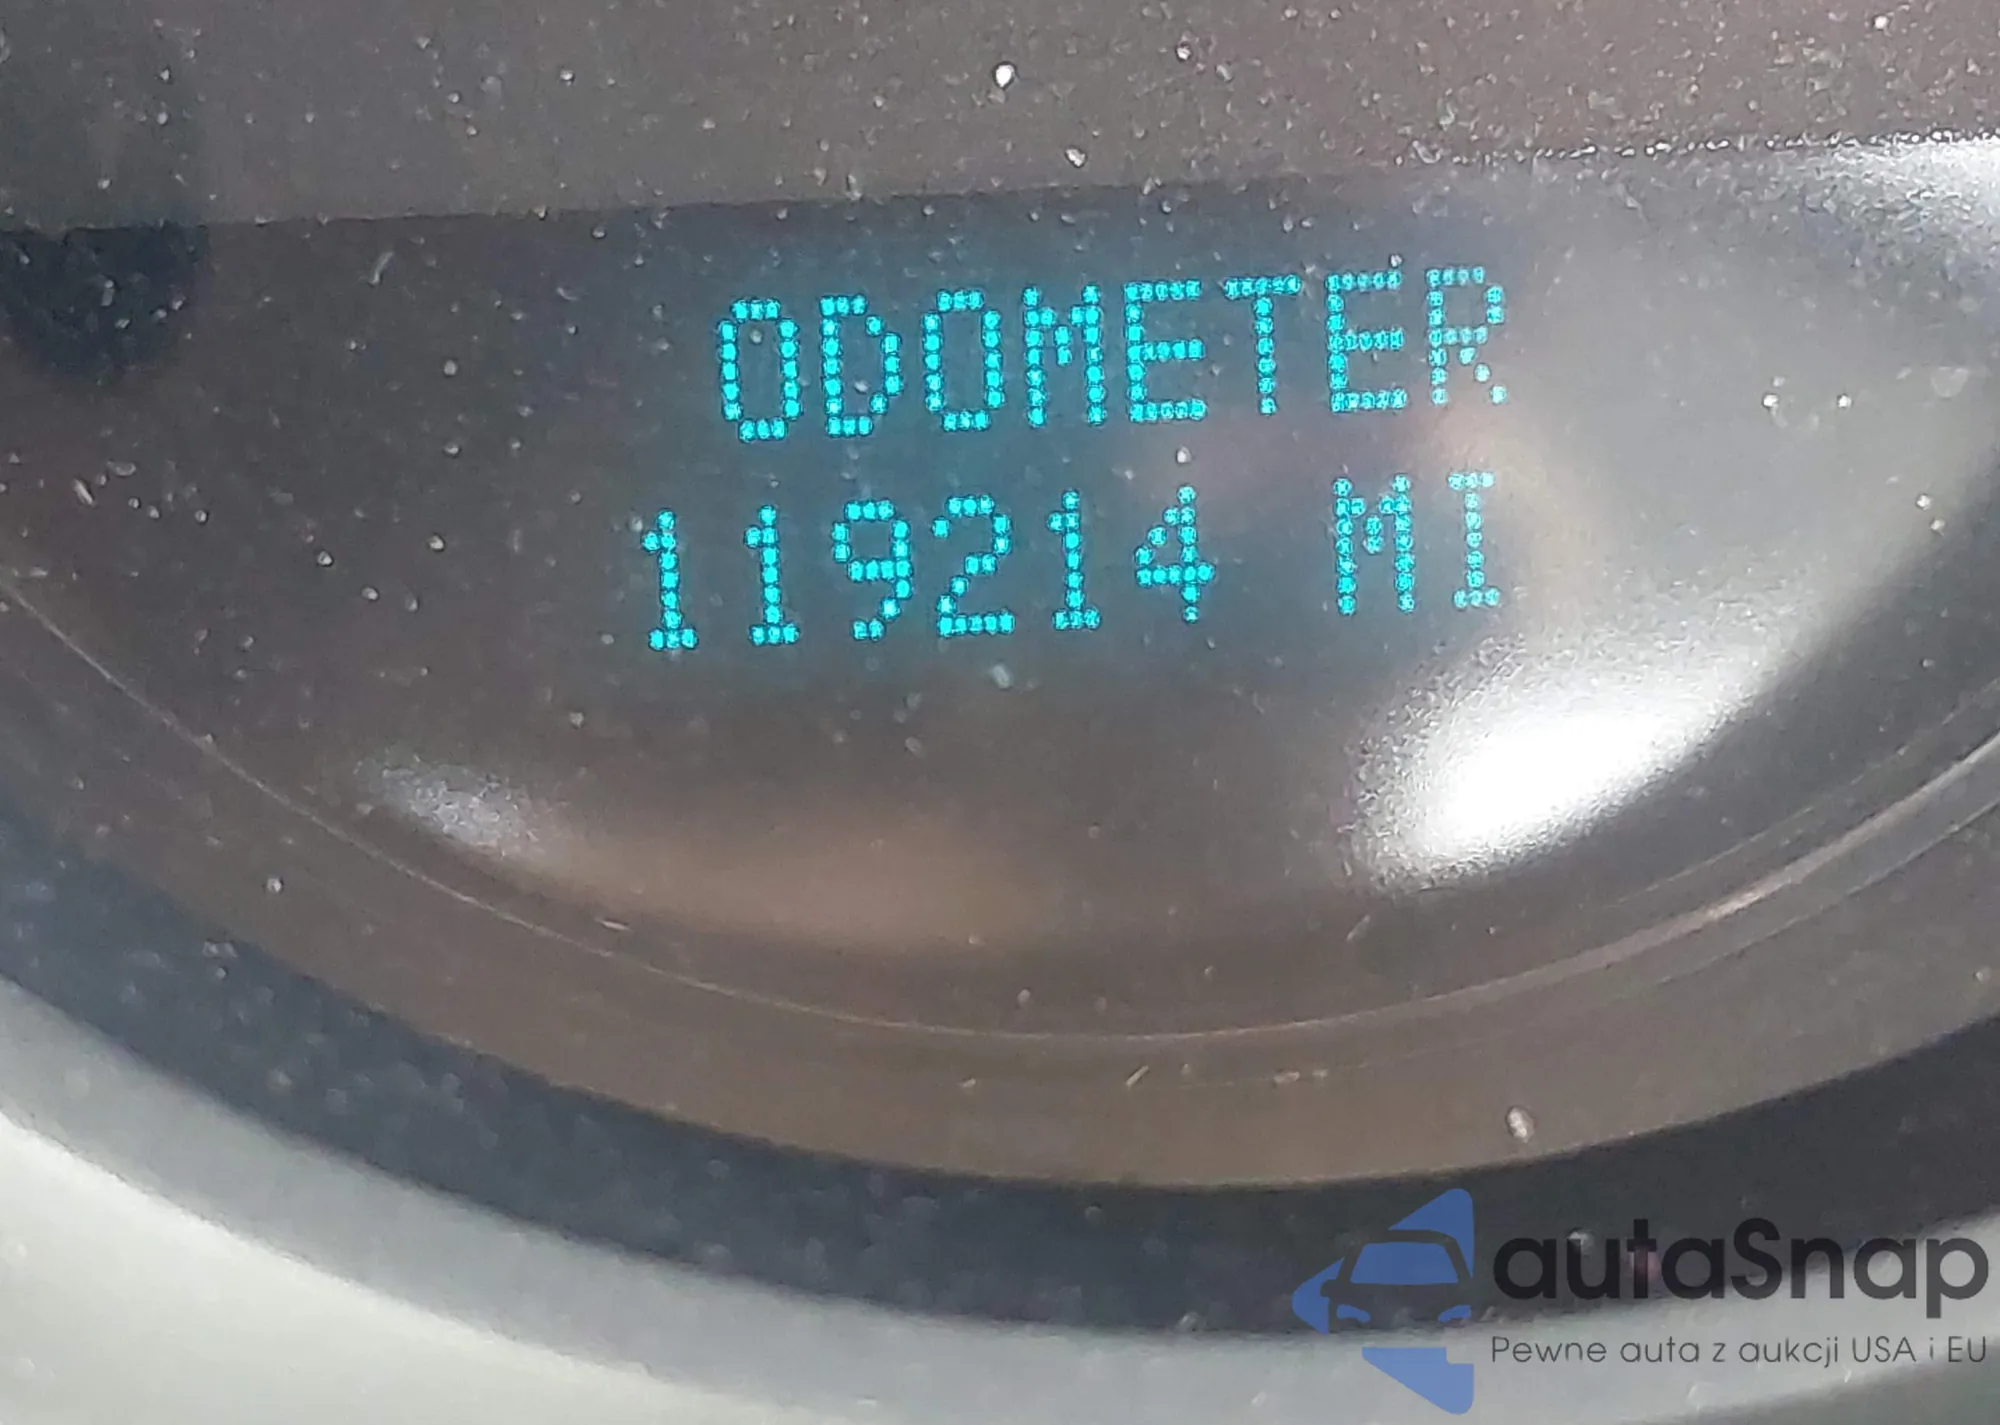 ODOMETER
119214 MI
autaSnap
Pewne auta z aukcji USA i EU